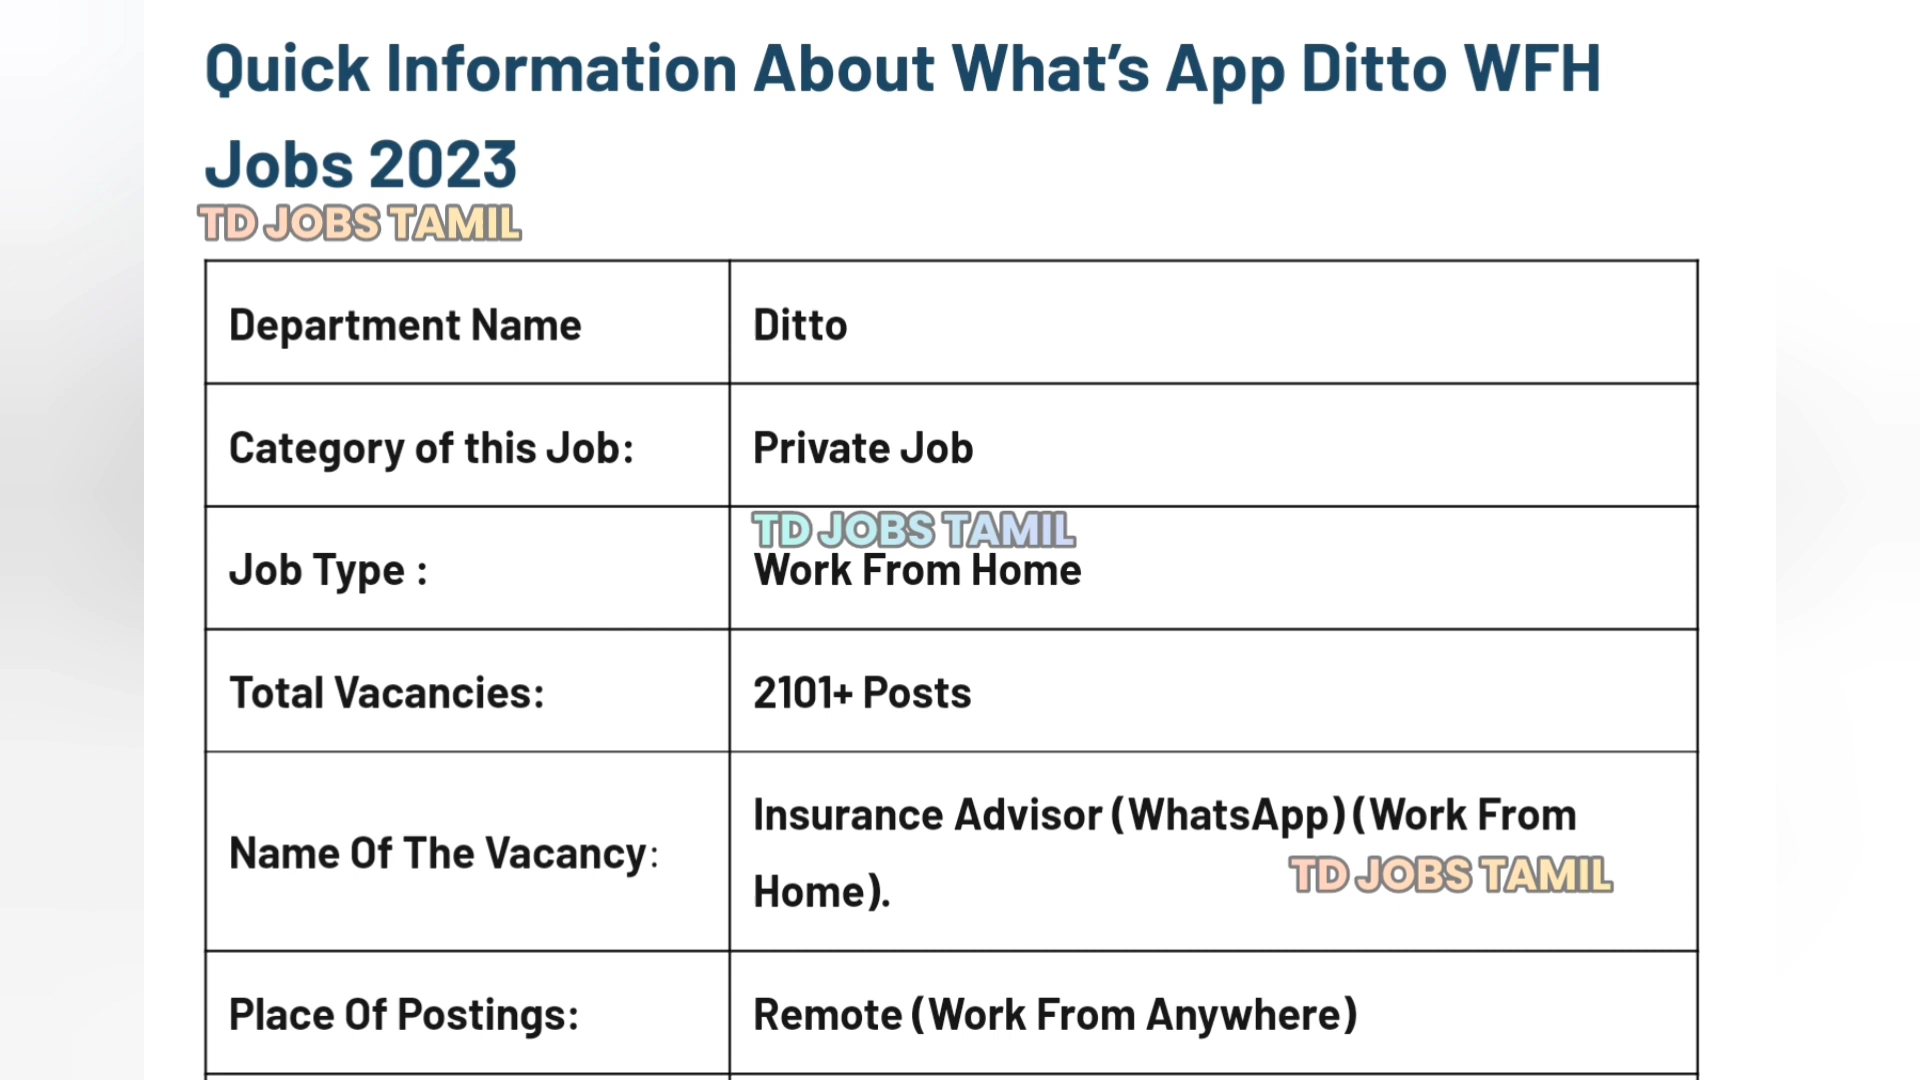 Quick Information About What’s App Ditto WFH
Jobs 2023
TD JOBS TAMIL
Department Name
Ditto
Category of this Job:
Private Job
TD JOBS TAMIL
Job Type :
Work From Home
Total Vacancies:
2101+ Posts
Name Of The Vacancy:
Insurance Advisor (WhatsApp) (Work From
Home).
TD JOBS TAMIL
Place Of Postings:
Remote (Work From Anywhere)